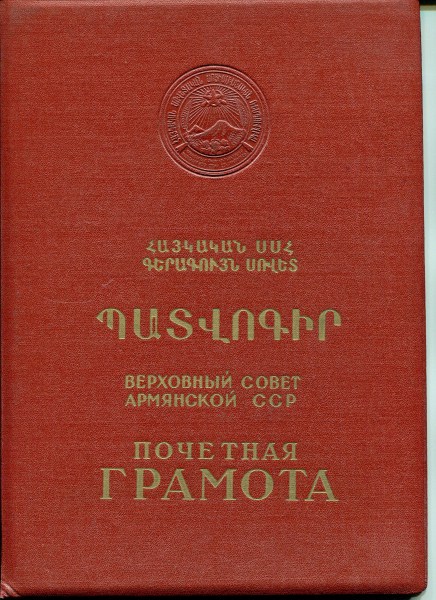 ՀԱՅԿԱԿԱՆ ՍՍՀ
ԳԵՐԱԳՈՒՅՆ ՍՈՎԵՏ
ՊԱՏՎՈԳԻՐ
ВЕРХОВНЫЙ СОВЕТ
АРМЯНСКОЙ ССР
ПОЧЕТНАЯ
ГРАМОТА